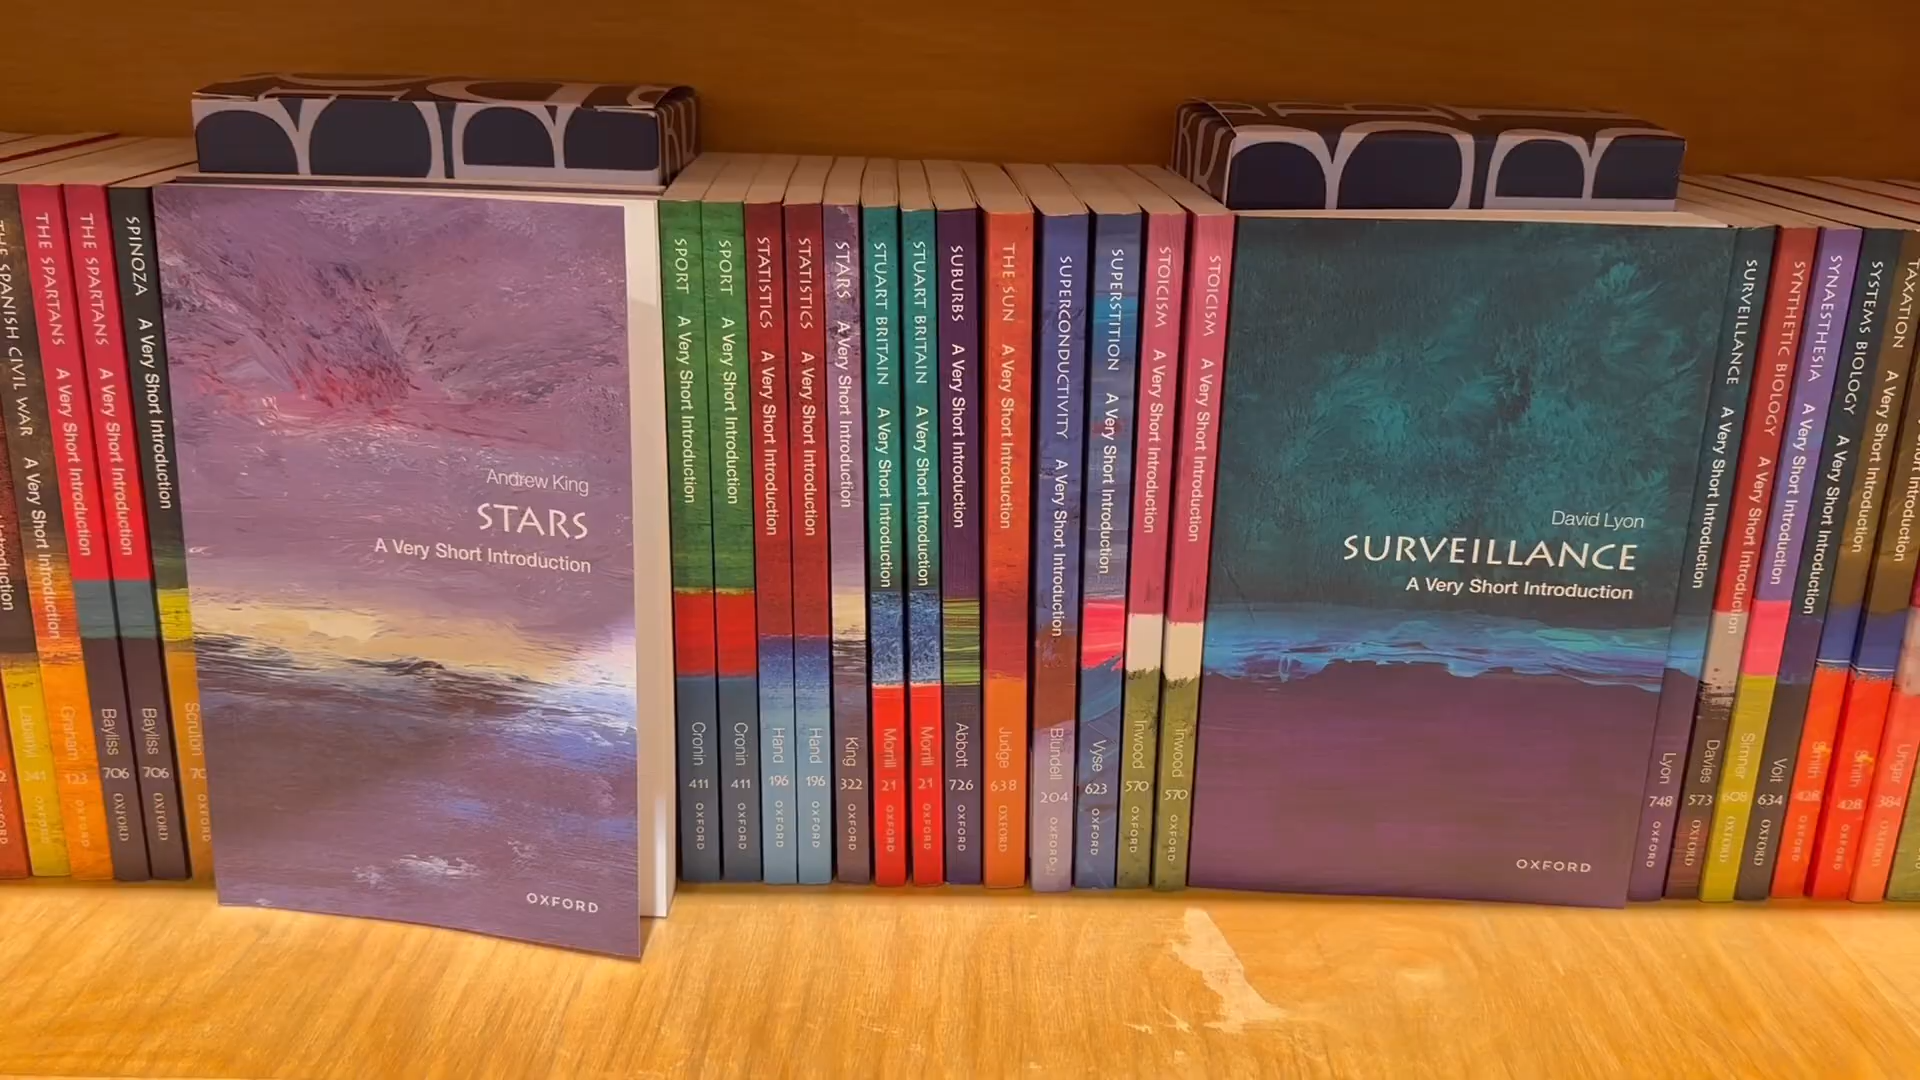 THE SPANISH CIVIL WAR A Very Short Introduction
THE SPARTANS A Very Short Introduction
THE SPARTANS A Very Short Introduction
SPINOZA A Very Short Introduction
Labanyi 241
Graham 123 OXFORD
Bayliss 706 OXFORD
Bayliss 706 OXFORD
Scruton OXFORD
Andrew King
STARS
A Very Short Introduction
OXFORD
SPORT A Very Short Introduction Cronin 411 OXFORD
SPORT A Very Short Introduction Cronin 411 OXFORD
STATISTICS A Very Short Introduction Hand 196 OXFORD
STATISTICS A Very Short Introduction Hand 196 OXFORD
STARS A Very Short Introduction King 322 OXFORD
STUART BRITAIN A Very Short Introduction Morrill 21 OXFORD
STUART BRITAIN A Very Short Introduction Morrill 21 OXFORD
SUBURBS A Very Short Introduction Abbott 726 OXFORD
THE SUN A Very Short Introduction Judge 638 OXFORD
SUPERCONDUCTIVITY A Very Short Introduction Blundell 204 OXFORD
SUPERSTITION A Very Short Introduction Vyse 623 OXFORD
STOICISM A Very Short Introduction Inwood 570 OXFORD
STOICISM A Very Short Introduction Inwood 570 OXFORD
David Lyon
SURVEILLANCE
A Very Short Introduction
OXFORD
SURVEILLANCE A Very Short Introduction Lyon 748 OXFORD
SYNTHETIC BIOLOGY A Very Short Introduction Davies 573 OXFORD
SYNAESTHESIA A Very Short Introduction Simner 608 OXFORD
SYSTEMS BIOLOGY A Very Short Introduction Voit 634 OXFORD
TAXATION A Very Short Introduction Smith 428 OXFORD
Smith 428 OXFORD
Ungar 384 OXFORD